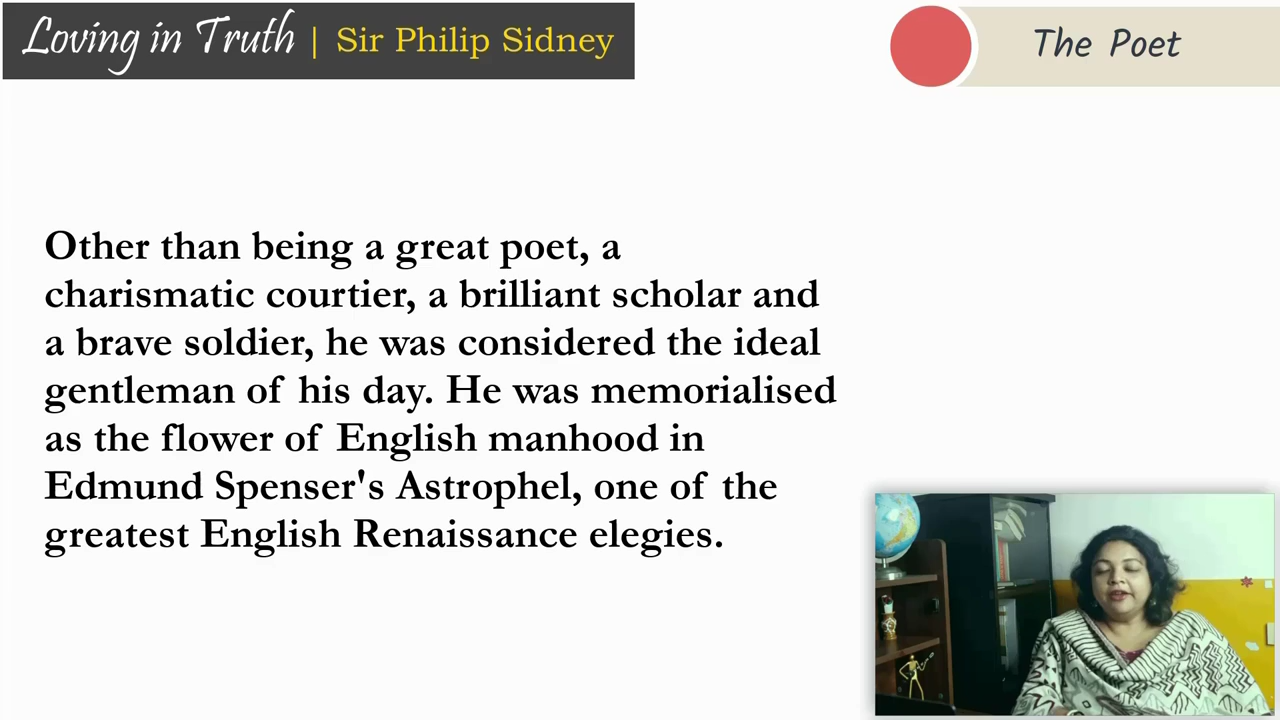 Loving in Truth | Sir Philip Sidney
The Poet
Other than being a great poet, a
charismatic courtier, a brilliant scholar and
a brave soldier, he was considered the ideal
gentleman of his day. He was memorialised
as the flower of English manhood in
Edmund Spenser's Astrophel, one of the
greatest English Renaissance elegies.